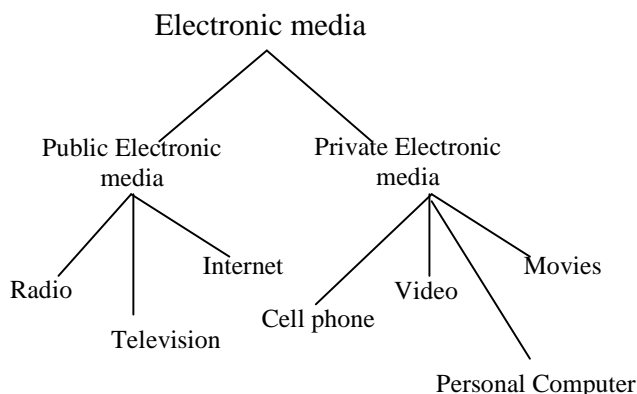 Electronic media
Public Electronic
media
Private Electronic
media
Radio
Television
Internet
Cell phone
Video
Personal Computer
Movies